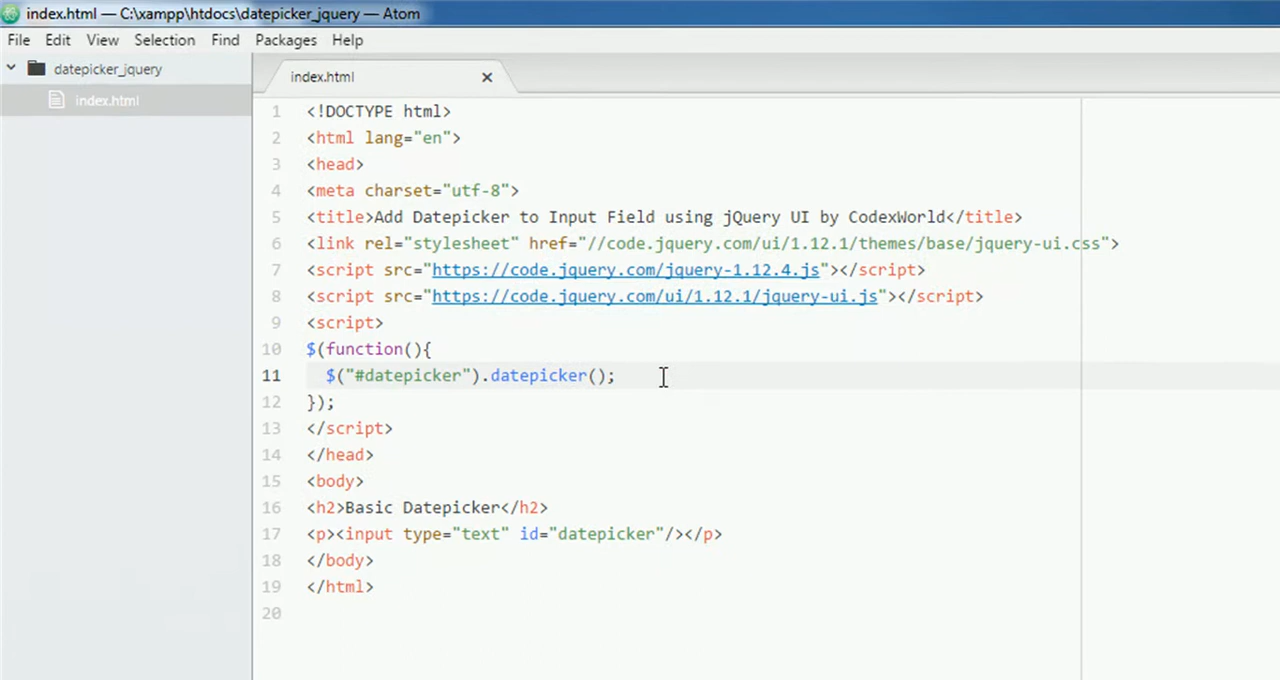 index.html — C:\xampp\htdocs\datepicker_jquery — Atom
File Edit View Selection Find Packages Help
datepicker_jquery
index.html
index.html
1 <!DOCTYPE html>
2 <html lang="en">
3 <head>
4 <meta charset="utf-8">
5 <title>Add Datepicker to Input Field using jQuery UI by CodexWorld</title>
6 <link rel="stylesheet" href="//code.jquery.com/ui/1.12.1/themes/base/jquery-ui.css">
7 <script src="https://code.jquery.com/jquery-1.12.4.js"></script>
8 <script src="https://code.jquery.com/ui/1.12.1/jquery-ui.js"></script>
9 <script>
10 $(function(){
11   $("#datepicker").datepicker();
12 });
13 </script>
14 </head>
15 <body>
16 <h2>Basic Datepicker</h2>
17 <p><input type="text" id="datepicker"/></p>
18 </body>
19 </html>
20